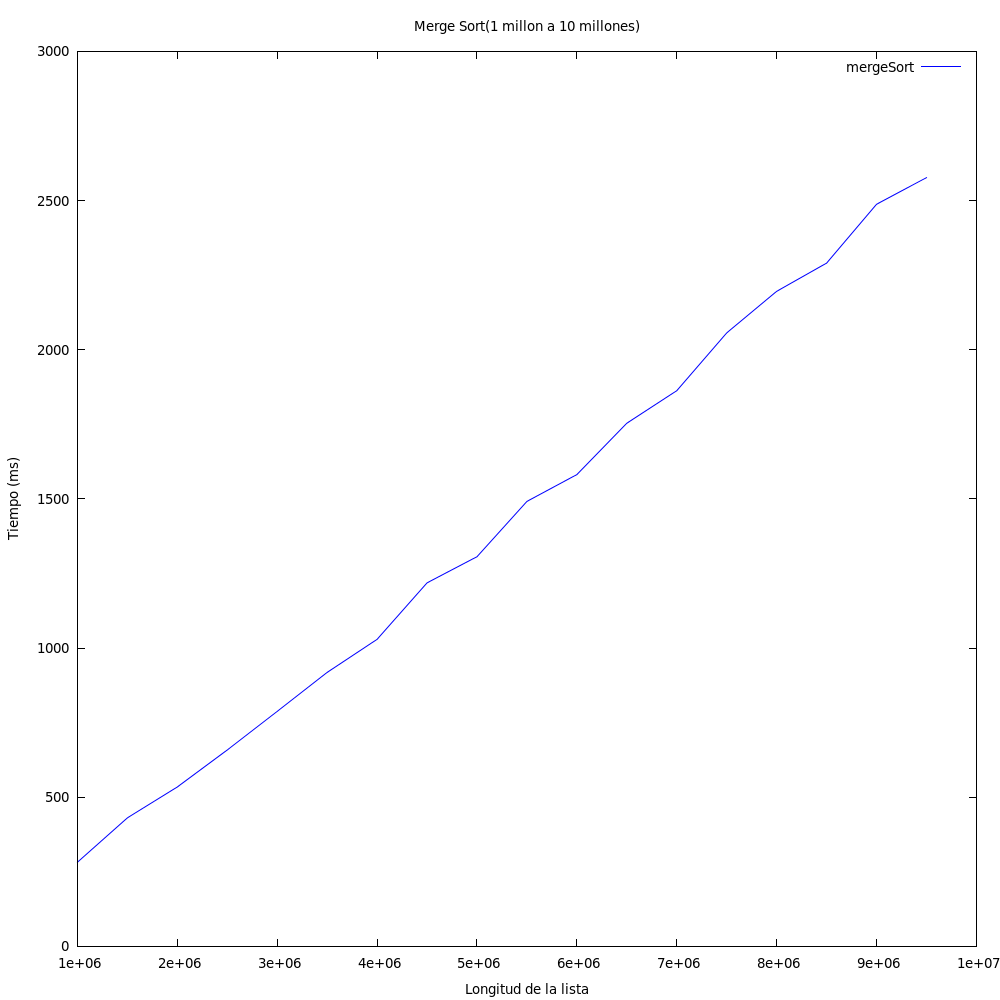 Merge Sort(1 millon a 10 millones)
mergeSort
3000
2500
2000
1500
1000
500
0
Tiempo (ms)
1e+06 2e+06 3e+06 4e+06 5e+06 6e+06 7e+06 8e+06 9e+06 1e+07
Longitud de la lista